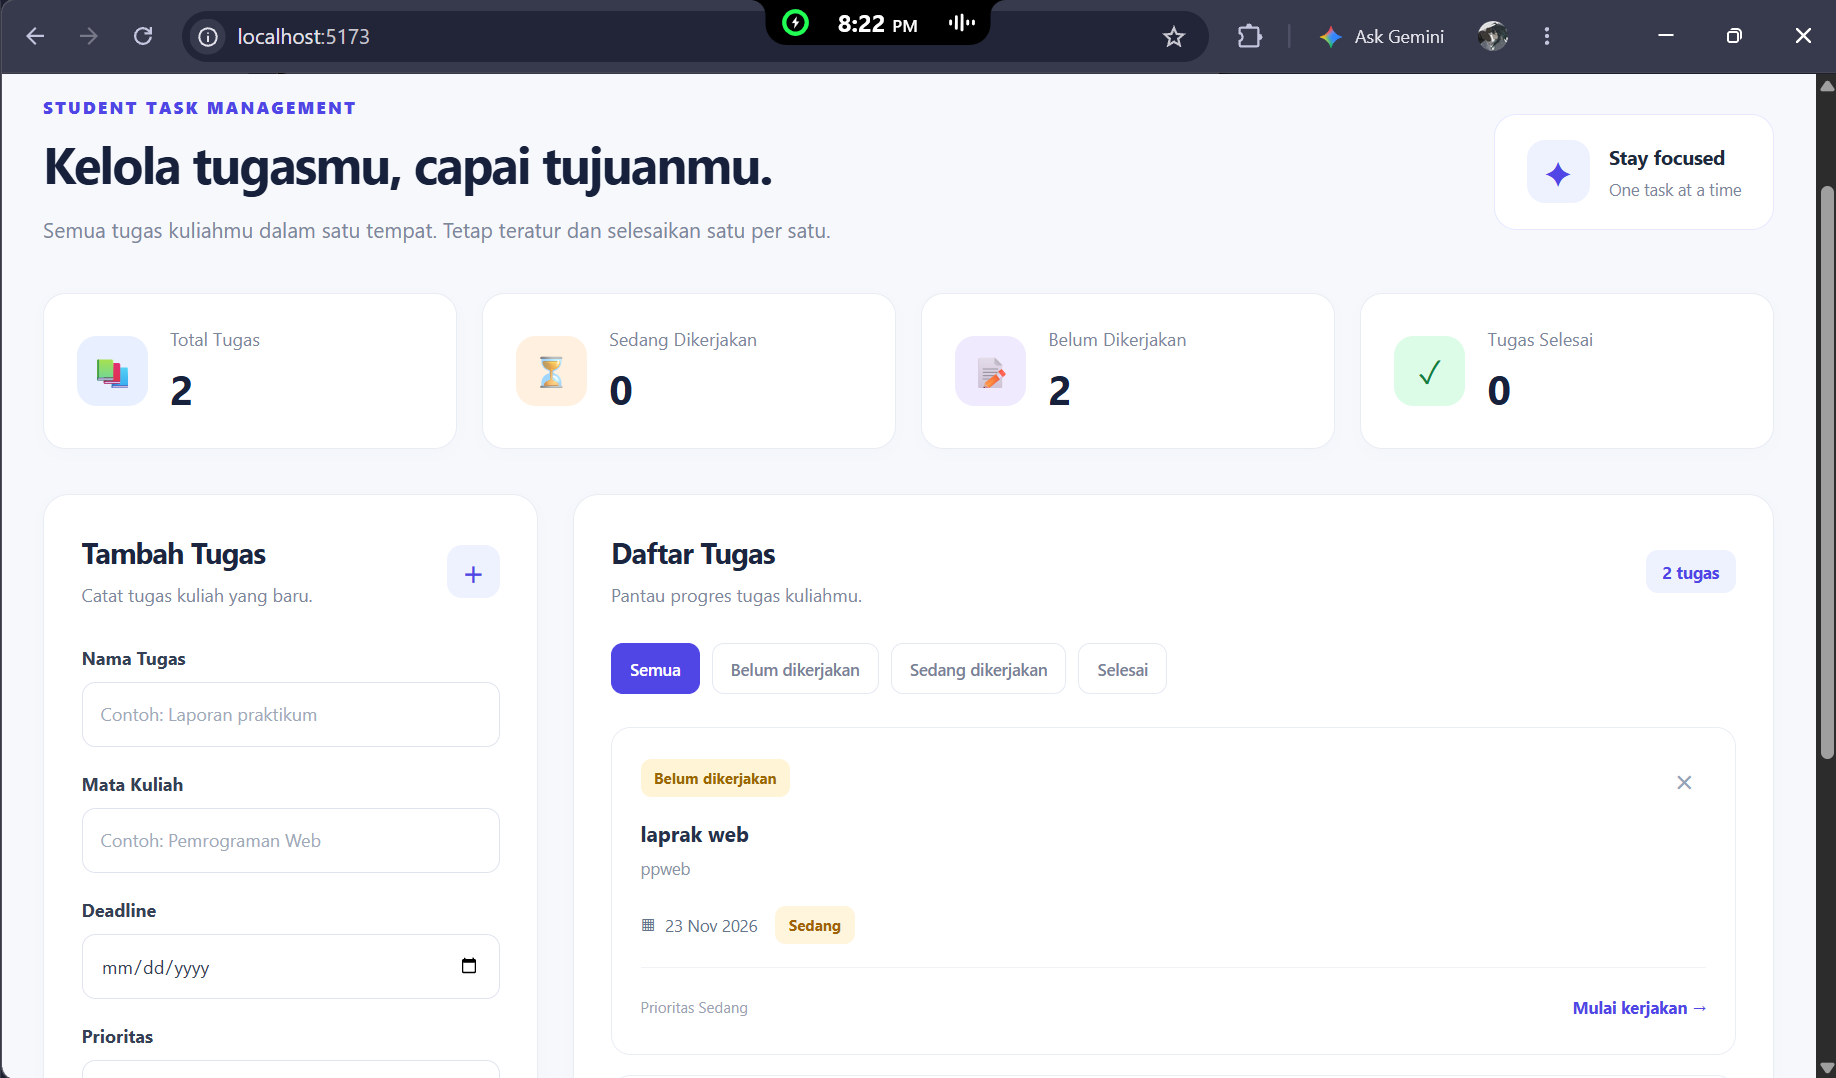 localhost:5173
8:22 PM
Ask Gemini
STUDENT TASK MANAGEMENT
Kelola tugasmu, capai tujuanmu.
Semua tugas kuliahmu dalam satu tempat. Tetap teratur dan selesaikan satu per satu.
Stay focused
One task at a time
Total Tugas
2
Sedang Dikerjakan
0
Belum Dikerjakan
2
Tugas Selesai
0
Tambah Tugas
Catat tugas kuliah yang baru.
+
Nama Tugas
Contoh: Laporan praktikum
Mata Kuliah
Contoh: Pemrograman Web
Deadline
mm/dd/yyyy
Prioritas
Daftar Tugas
Pantau progres tugas kuliahmu.
2 tugas
Semua
Belum dikerjakan
Sedang dikerjakan
Selesai
Belum dikerjakan
laprak web
ppweb
23 Nov 2026
Sedang
Prioritas Sedang
Mulai kerjakan →